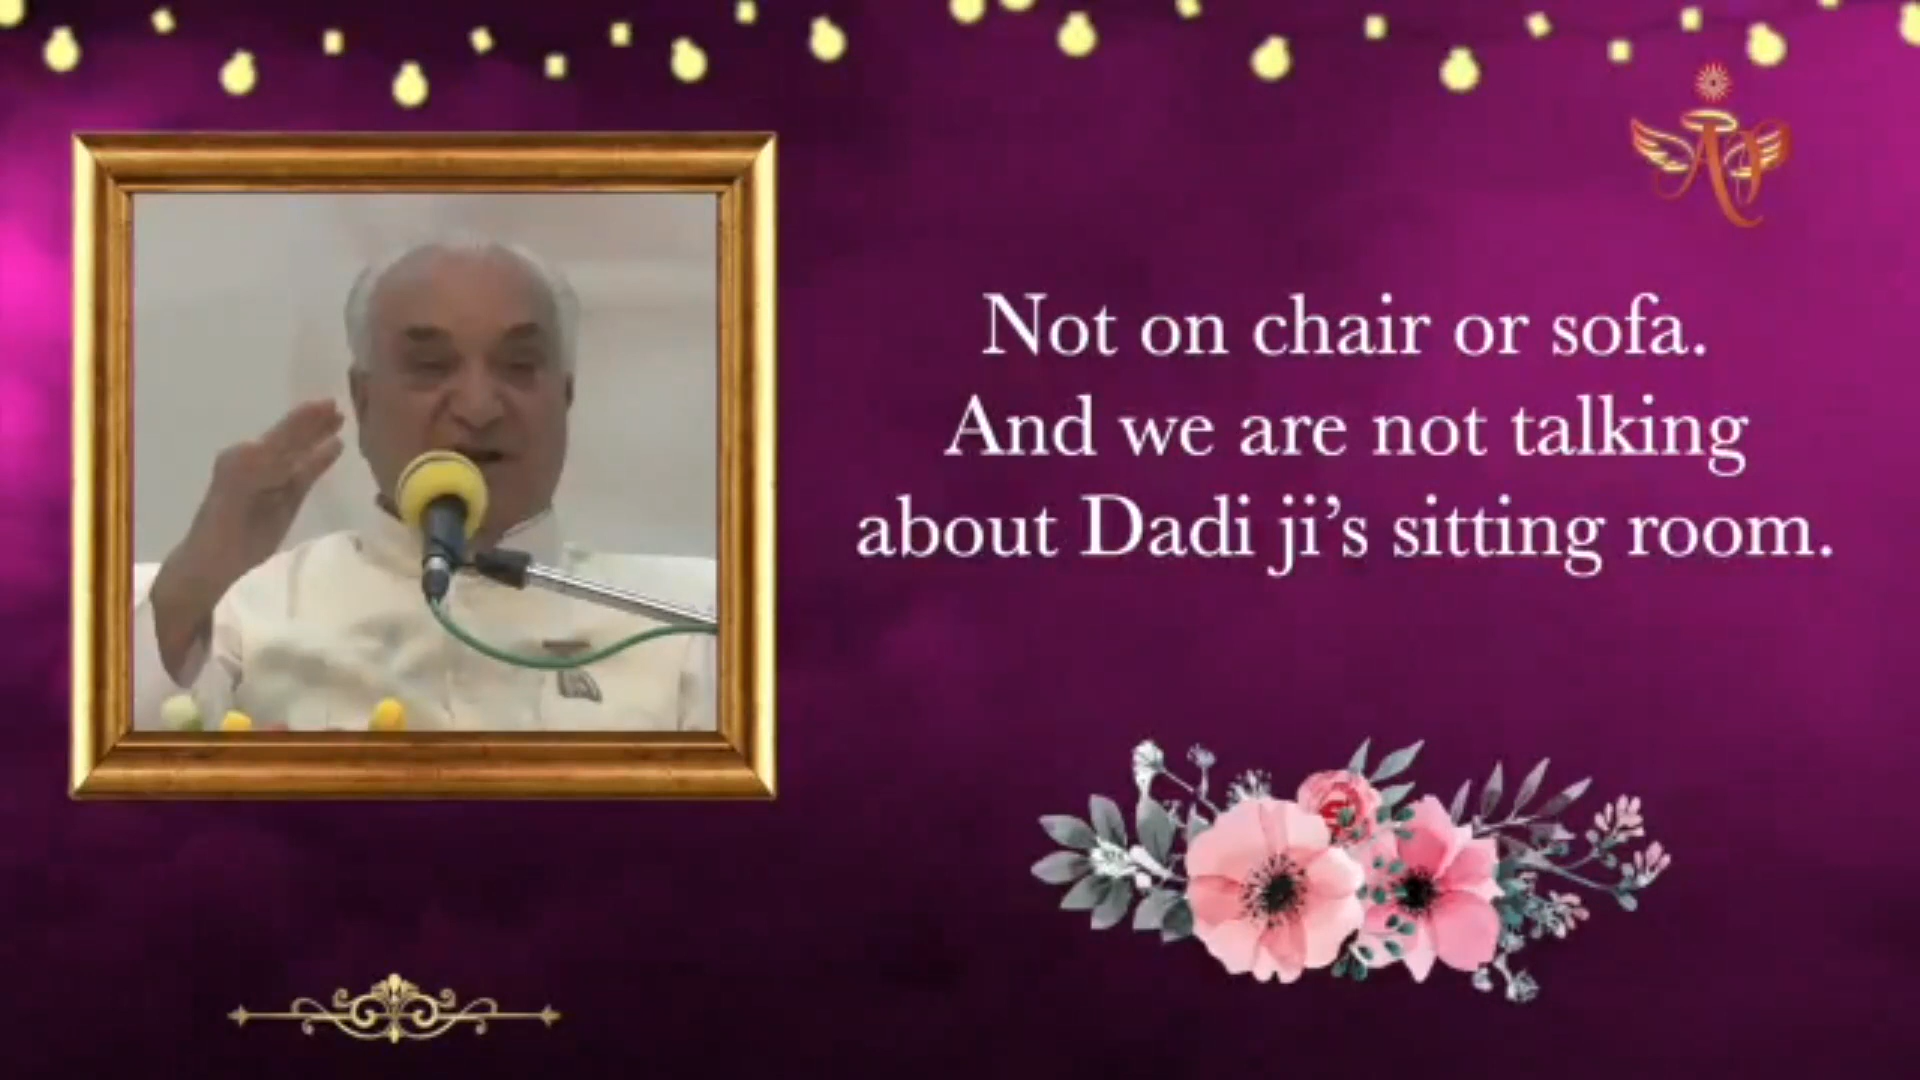 Not on chair or sofa.
And we are not talking
about Dadi ji’s sitting room.